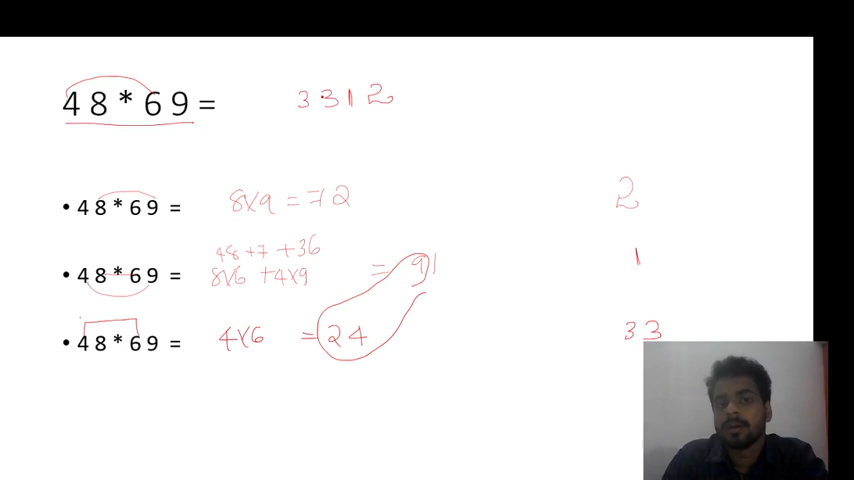 48*69= 3312
• 48*69 = 8x9 = 72 2
48 +7 +36
• 48*69 = 8x6 +4x9 = 91 1
• 48*69 = 4x6 = 24 33